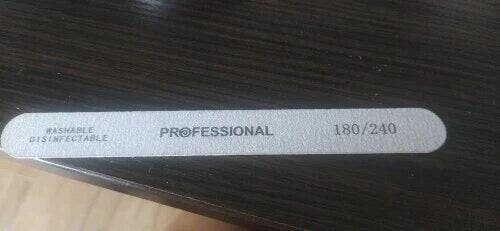 WASHABLE
DISINFECTABLE
PROFESSIONAL
180/240